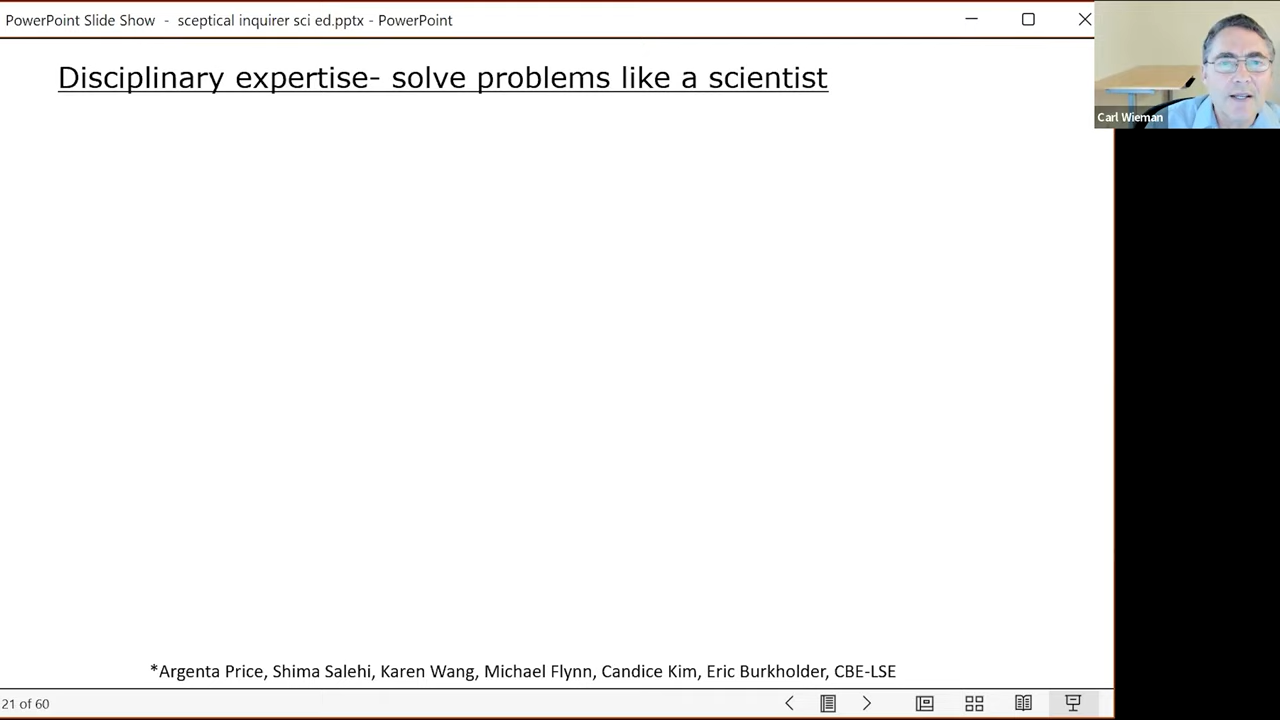 PowerPoint Slide Show - sceptical inquirer sci ed.pptx - PowerPoint
Carl Wieman
Disciplinary expertise- solve problems like a scientist
*Argenta Price, Shima Salehi, Karen Wang, Michael Flynn, Candice Kim, Eric Burkholder, CBE-LSE
21 of 60